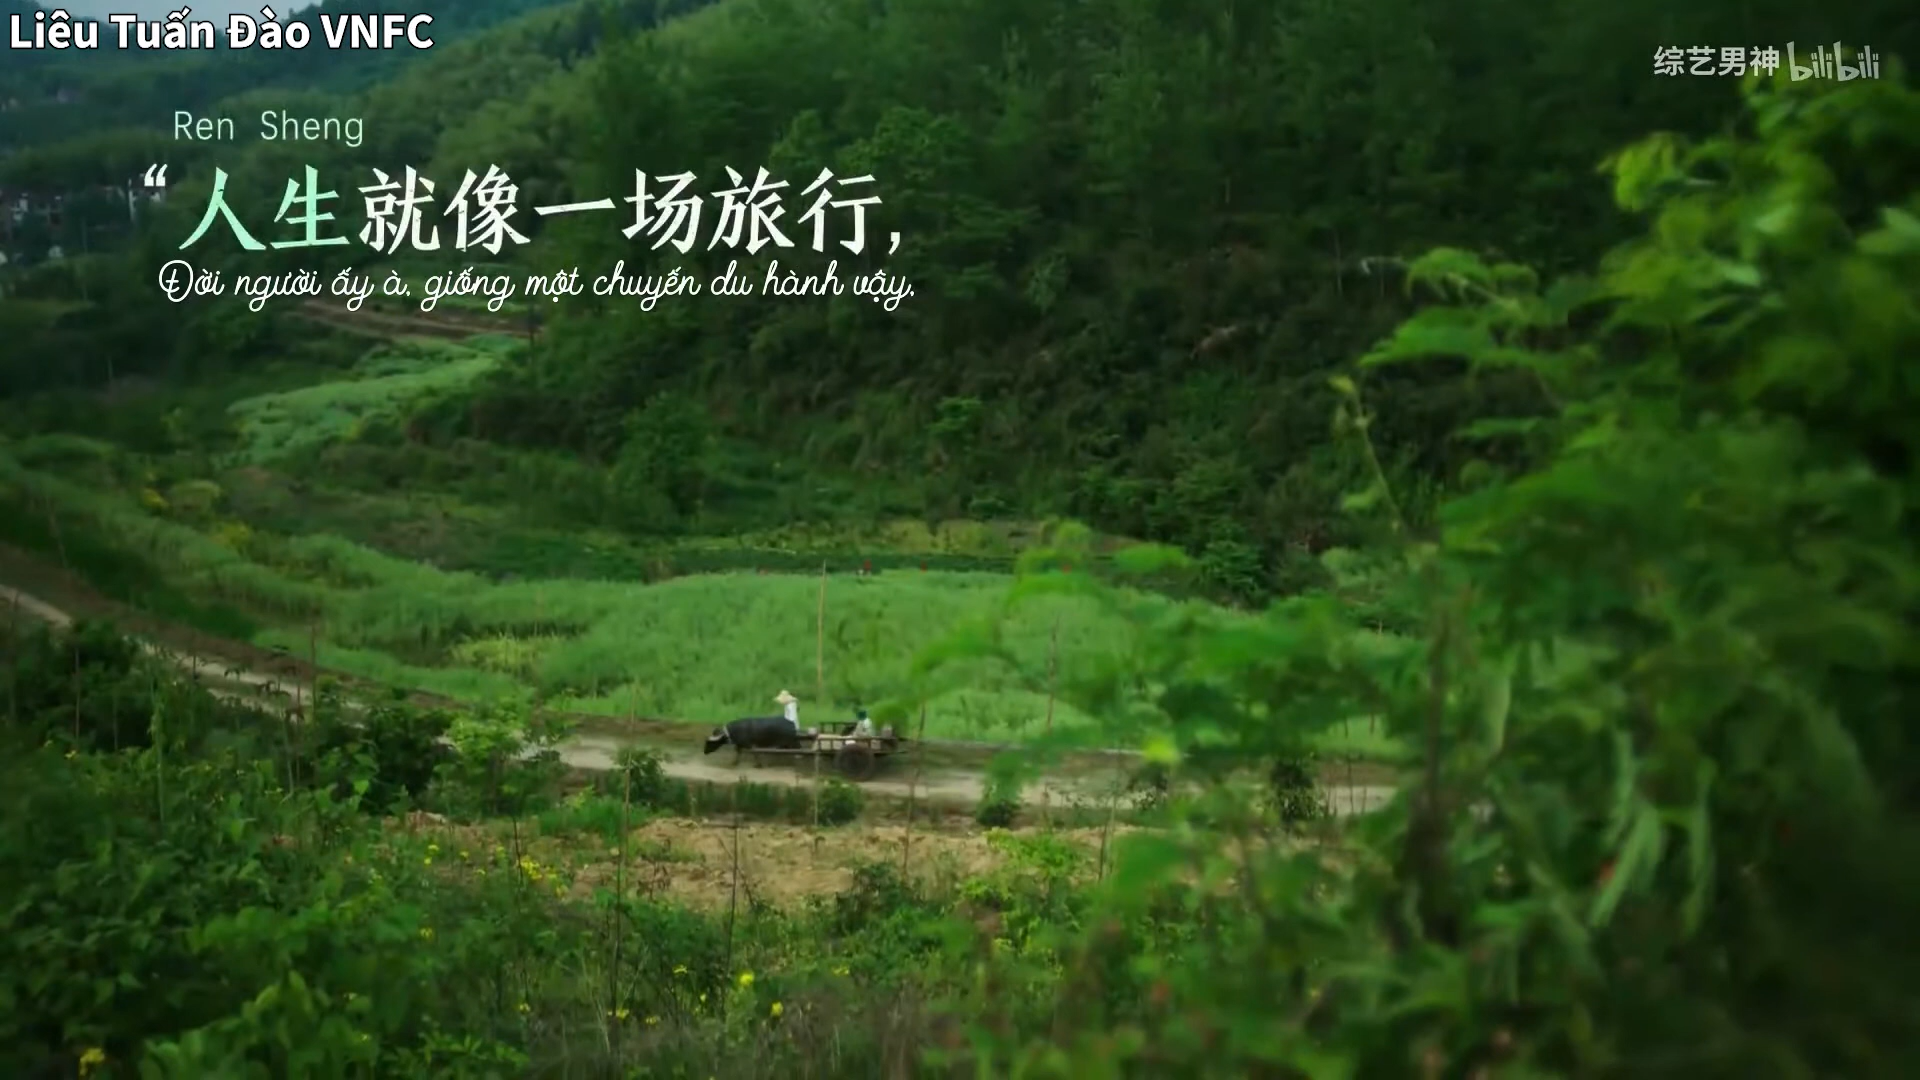 Liêu Tuấn Đào VNFC
综艺男神 bilibili
Ren Sheng
“人生就像一场旅行,
Đời người ấy à, giống một chuyến du hành vậy,